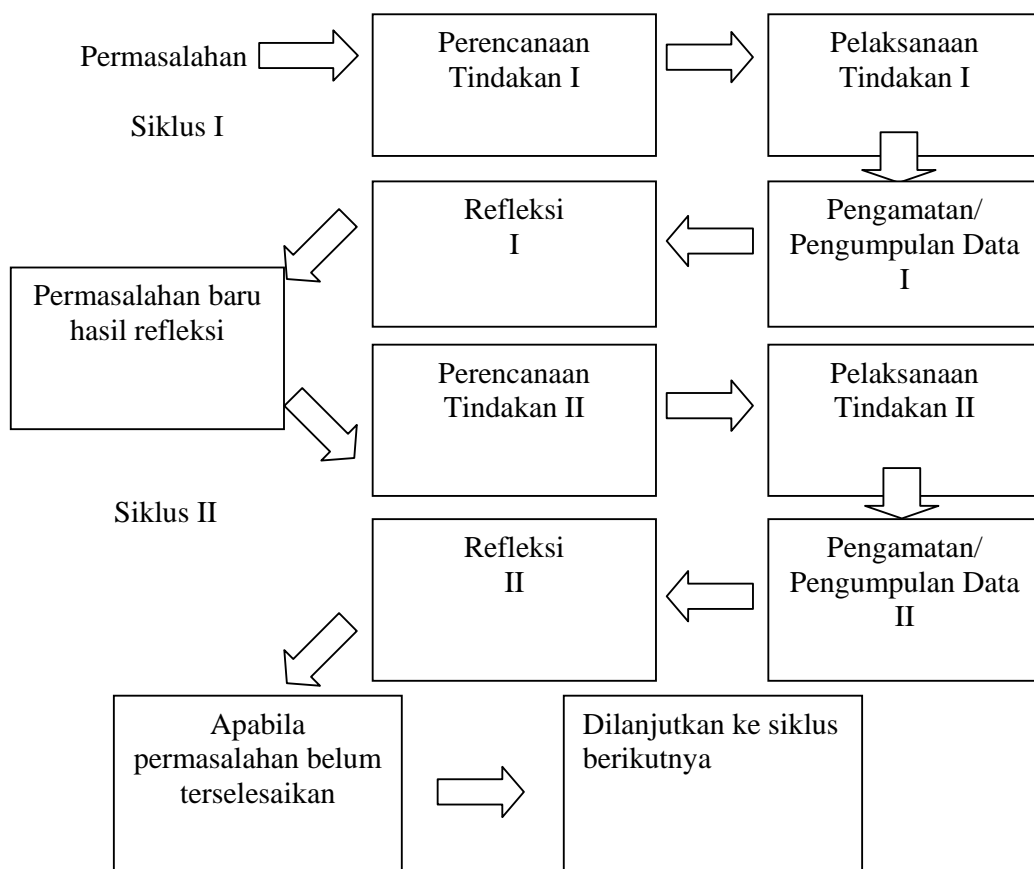 Permasalahan
Perencanaan
Tindakan I
Pelaksanaan
Tindakan I
Siklus I
Refleksi
I
Pengamatan/
Pengumpulan Data
I
Permasalahan baru
hasil refleksi
Perencanaan
Tindakan II
Pelaksanaan
Tindakan II
Siklus II
Refleksi
II
Pengamatan/
Pengumpulan Data
II
Apabila
permasalahan belum
terselesaikan
Dilanjutkan ke siklus
berikutnya